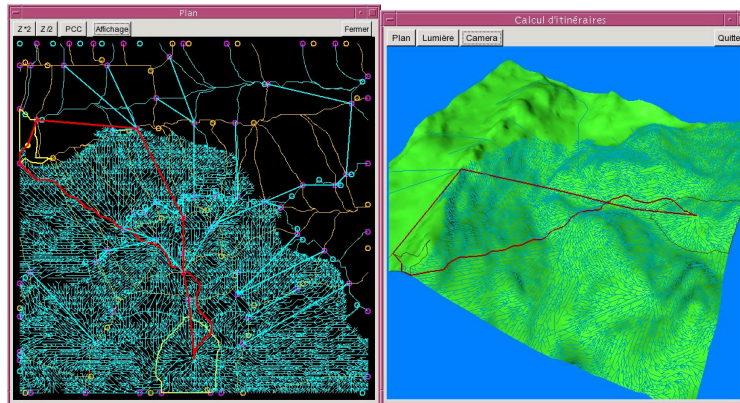 Plan
Z*2 Z/2 PCC Affichage Fermer
Calcul d'itinéraires
Plan Lumière Camera Quitte